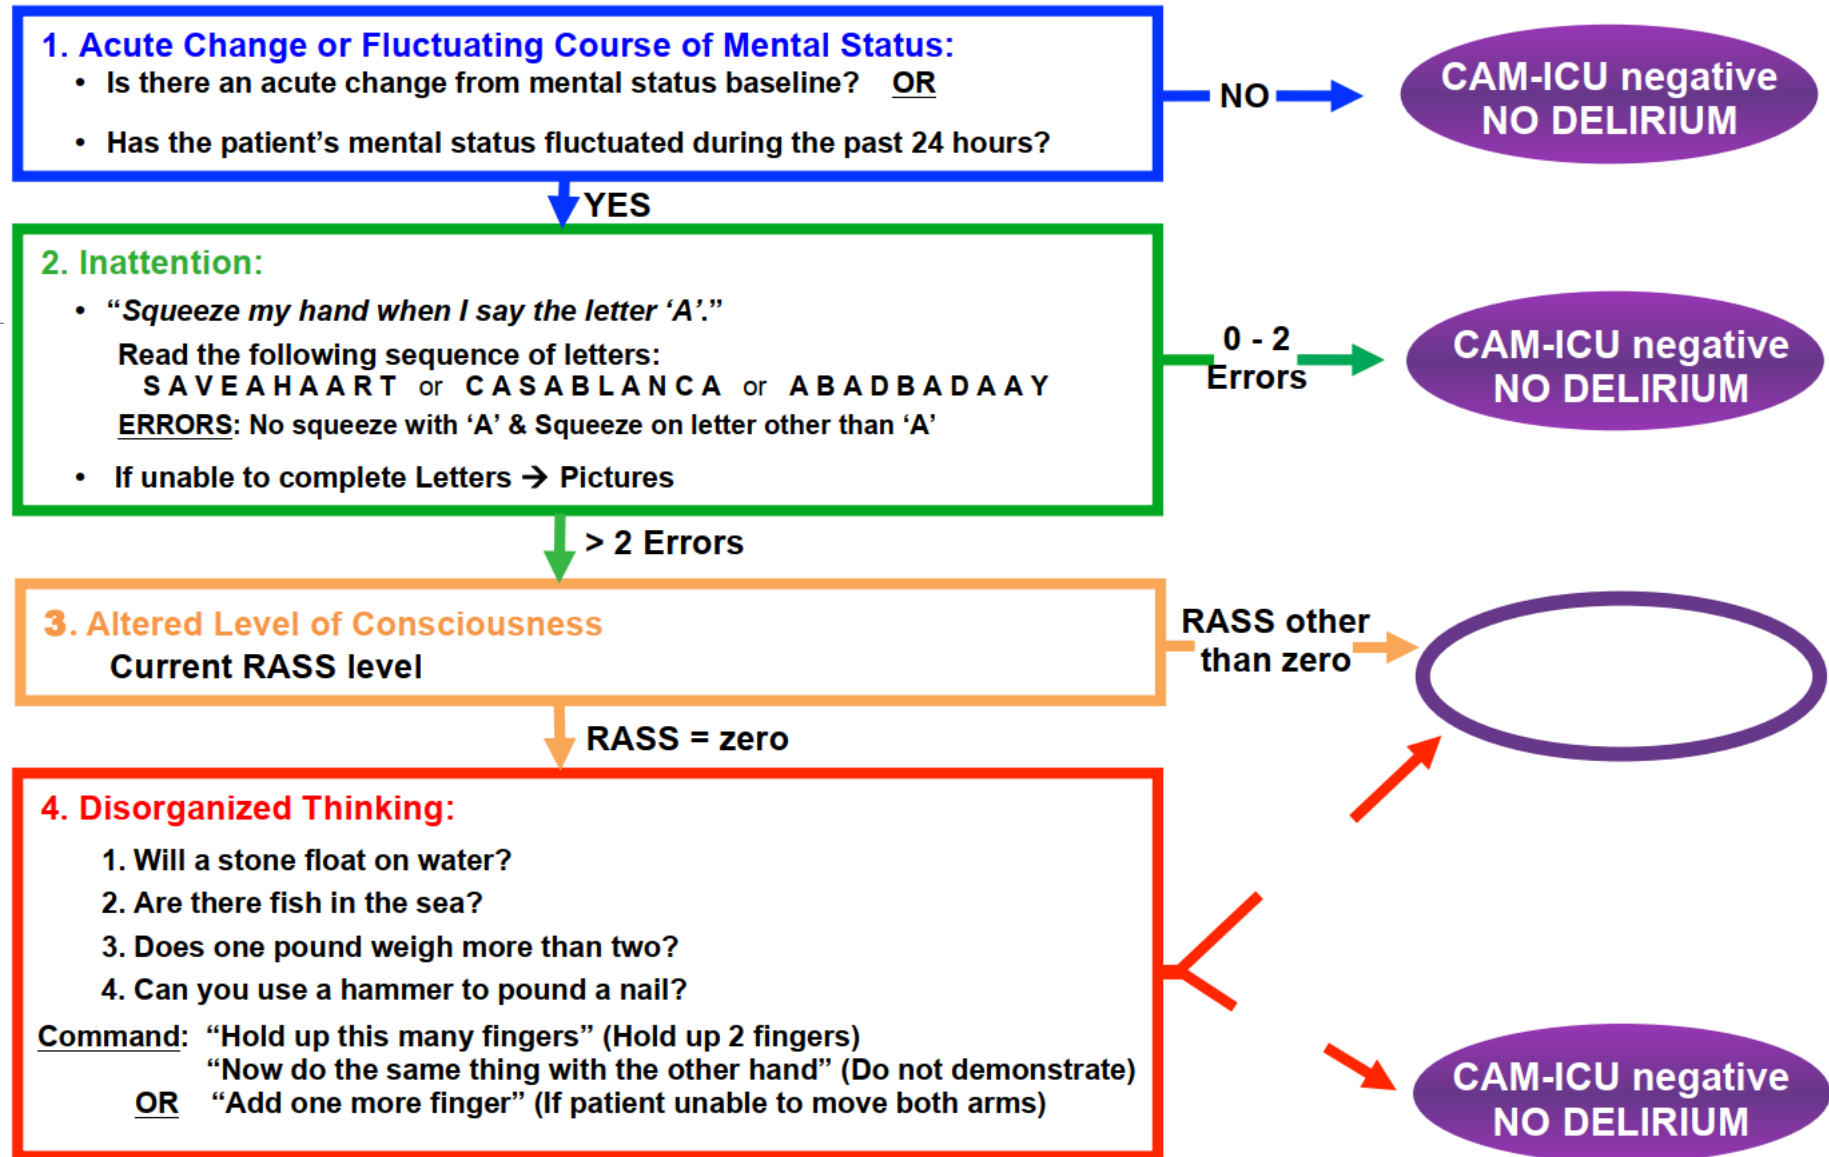 1. Acute Change or Fluctuating Course of Mental Status:
• Is there an acute change from mental status baseline? OR
• Has the patient’s mental status fluctuated during the past 24 hours?
NO
CAM-ICU negative
NO DELIRIUM
YES
2. Inattention:
• “Squeeze my hand when I say the letter ‘A’.”
Read the following sequence of letters:
S A V E A H A A R T or C A S A B L A N C A or A B A D B A D A A Y
ERRORS: No squeeze with ‘A’ & Squeeze on letter other than ‘A’
• If unable to complete Letters → Pictures
0 - 2
Errors
CAM-ICU negative
NO DELIRIUM
> 2 Errors
3. Altered Level of Consciousness
Current RASS level
RASS other
than zero
RASS = zero
4. Disorganized Thinking:
1. Will a stone float on water?
2. Are there fish in the sea?
3. Does one pound weigh more than two?
4. Can you use a hammer to pound a nail?
Command: “Hold up this many fingers” (Hold up 2 fingers)
“Now do the same thing with the other hand” (Do not demonstrate)
OR “Add one more finger” (If patient unable to move both arms)
CAM-ICU negative
NO DELIRIUM